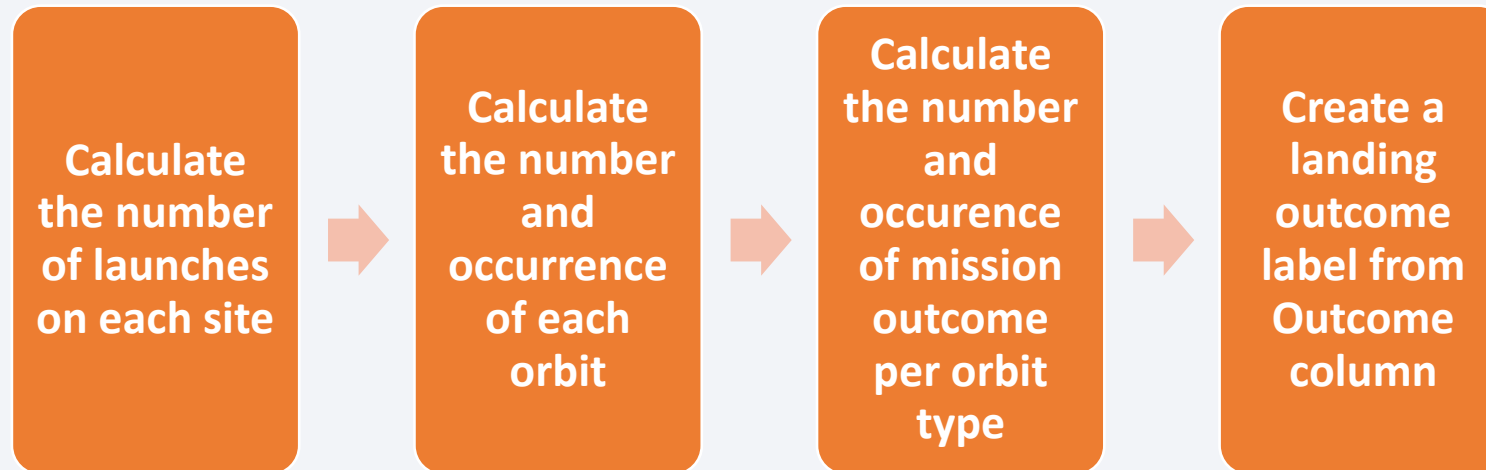 Calculate
the number
of launches
on each site
Calculate
the number
and
occurrence
of each
orbit
Calculate
the number
and
occurence
of mission
outcome
per orbit
type
Create a
landing
outcome
label from
Outcome
column